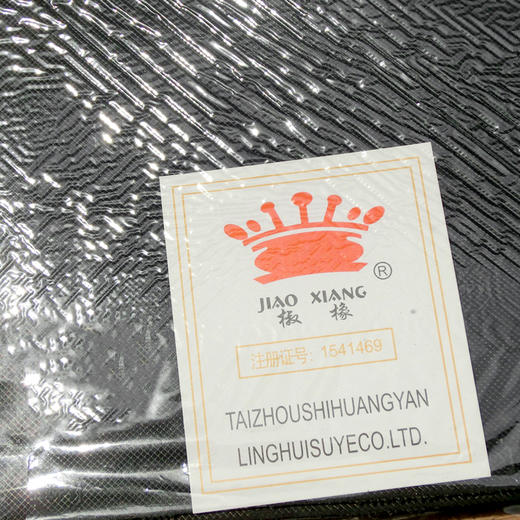 ®
JIAO XIANG
椒 橡
注册证号：1541469
TAIZHOUSHIHUANGYAN
LINGHUISUYECO.LTD.